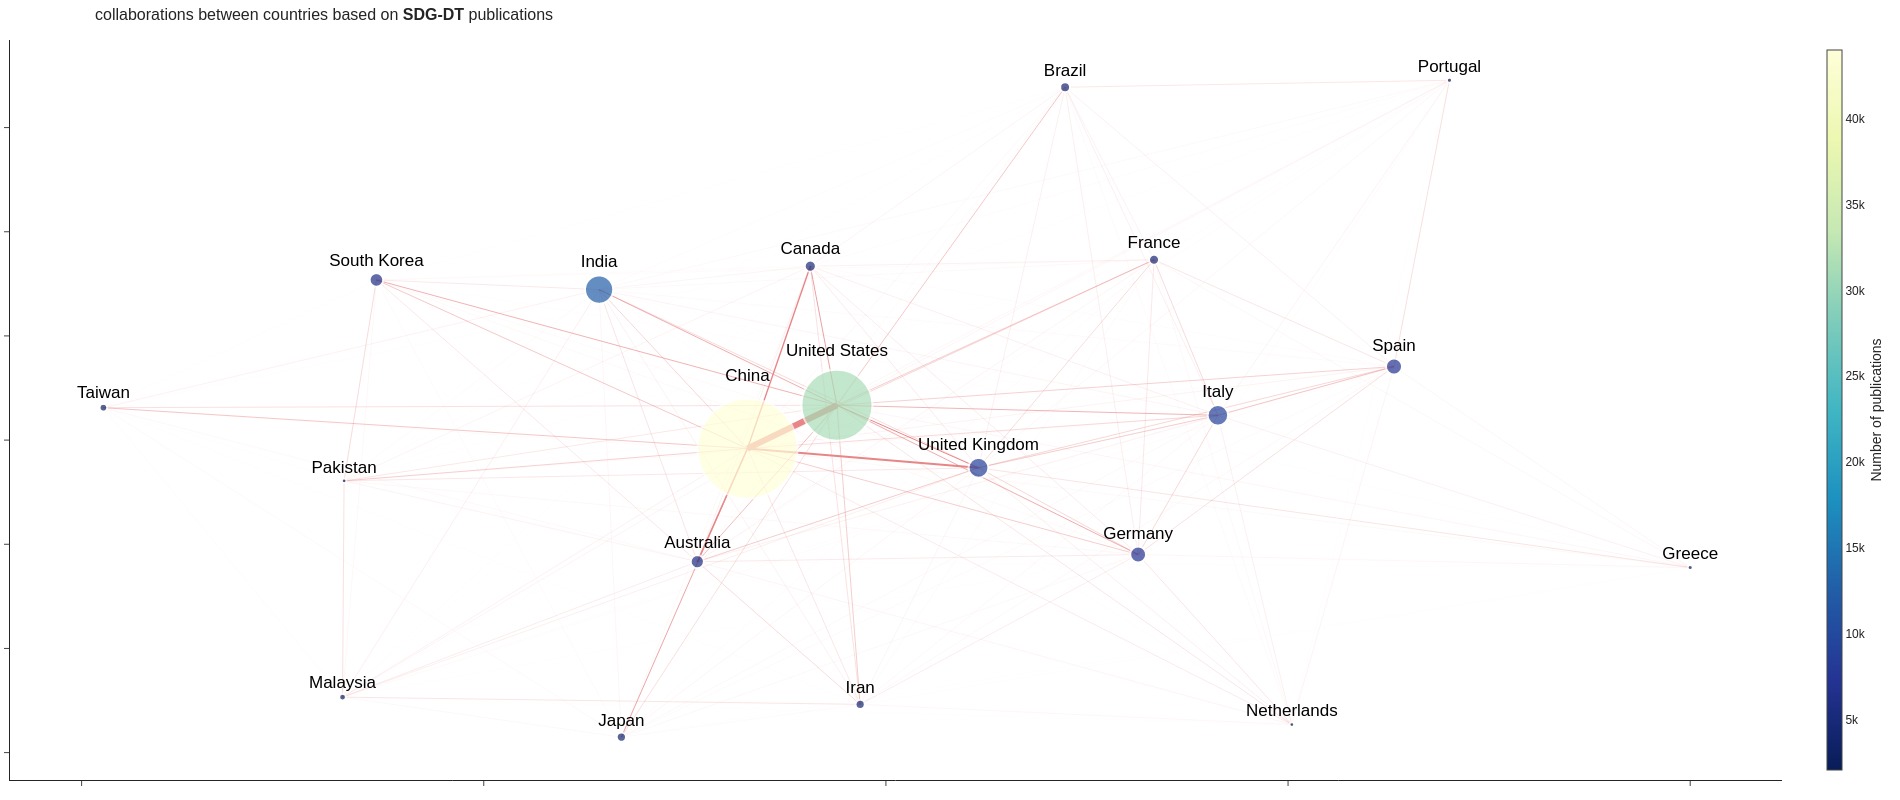 collaborations between countries based on SDG-DT publications
Brazil
Portugal
40k
35k
France
Canada
South Korea
India
30k
Spain
United States
China
25k
Italy
Taiwan
Number of publications
United Kingdom
20k
Pakistan
Germany
Australia
15k
Greece
10k
Malaysia
Iran
Netherlands
Japan
5k